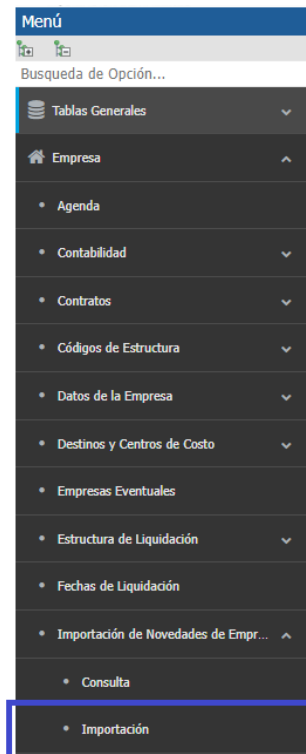 Menú
Busqueda de Opción...
Tablas Generales
Empresa
Agenda
Contabilidad
Contratos
Códigos de Estructura
Datos de la Empresa
Destinos y Centros de Costo
Empresas Eventuales
Estructura de Liquidación
Fechas de Liquidación
Importación de Novedades de Empr...
Consulta
Importación